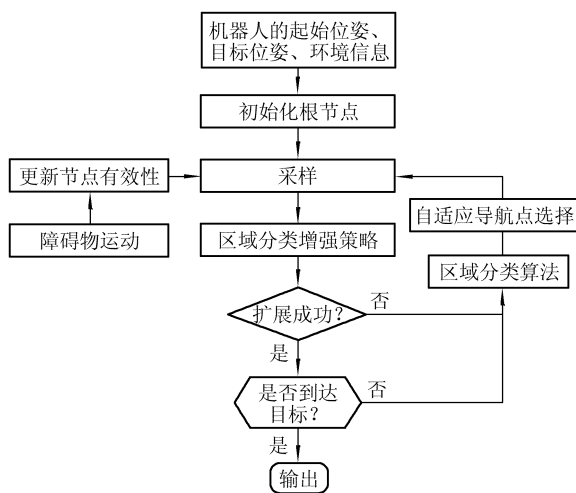 机器人的起始位姿、
目标位姿、环境信息
初始化根节点
更新节点有效性
采样
自适应导航点选择
障碍物运动
区域分类增强策略
区域分类算法
扩展成功?
否
是
是否到达
目标?
否
是
输出